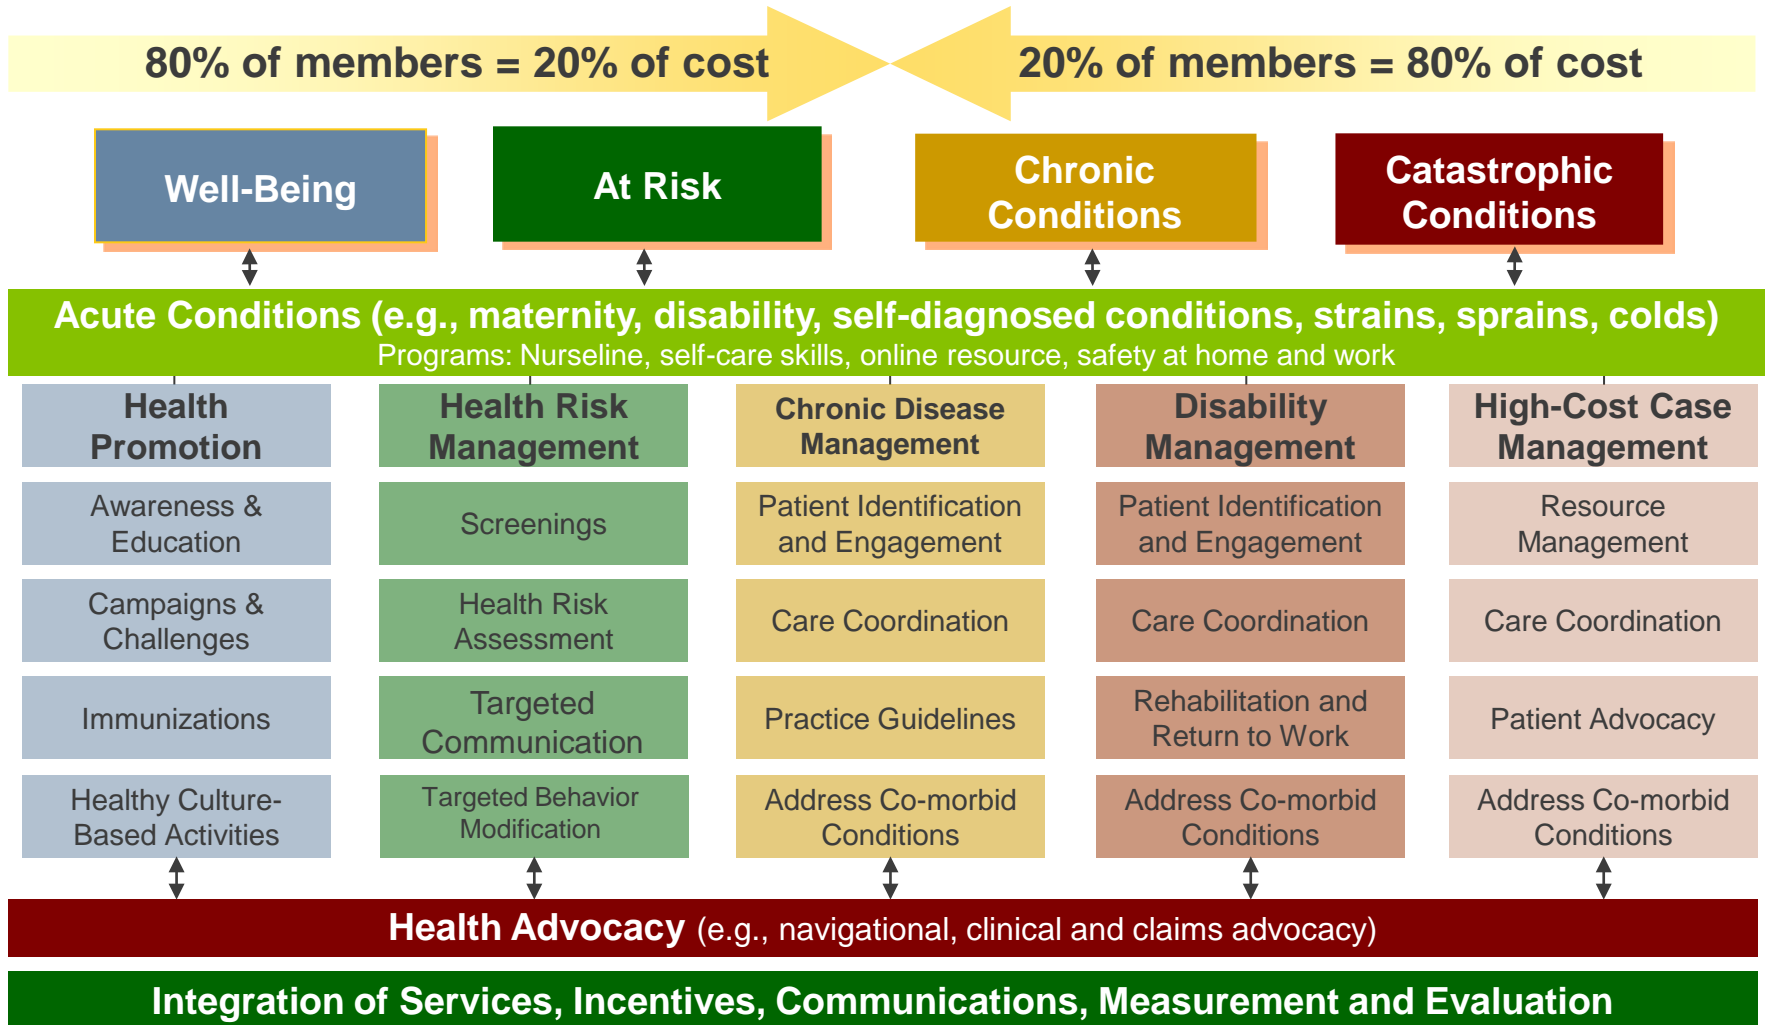 80% of members = 20% of cost
20% of members = 80% of cost
Well-Being
At Risk
Chronic
Conditions
Catastrophic
Conditions
Acute Conditions (e.g., maternity, disability, self-diagnosed conditions, strains, sprains, colds)
Programs: Nurseline, self-care skills, online resource, safety at home and work
Health
Promotion
Awareness &
Education
Campaigns &
Challenges
Immunizations
Healthy Culture-
Based Activities
Health Risk
Management
Screenings
Health Risk
Assessment
Targeted
Communication
Targeted Behavior
Modification
Chronic Disease
Management
Patient Identification
and Engagement
Care Coordination
Practice Guidelines
Address Co-morbid
Conditions
Disability
Management
Patient Identification
and Engagement
Care Coordination
Rehabilitation and
Return to Work
Address Co-morbid
Conditions
High-Cost Case
Management
Resource
Management
Care Coordination
Patient Advocacy
Address Co-morbid
Conditions
Health Advocacy (e.g., navigational, clinical and claims advocacy)
Integration of Services, Incentives, Communications, Measurement and Evaluation